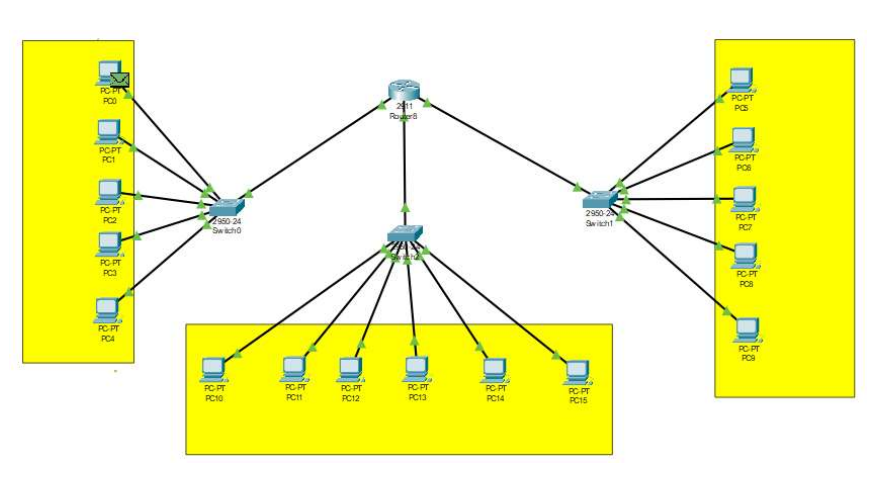 PC-PT
PC0
PC-PT
PC1
PC-PT
PC2
PC-PT
PC3
PC-PT
PC4
2950-24
Switch0
2911
Router8
2950-24
Switch1
PC-PT
PC5
PC-PT
PC6
PC-PT
PC7
PC-PT
PC8
PC-PT
PC9
PC-PT
PC10
PC-PT
PC11
PC-PT
PC12
PC-PT
PC13
PC-PT
PC14
PC-PT
PC15